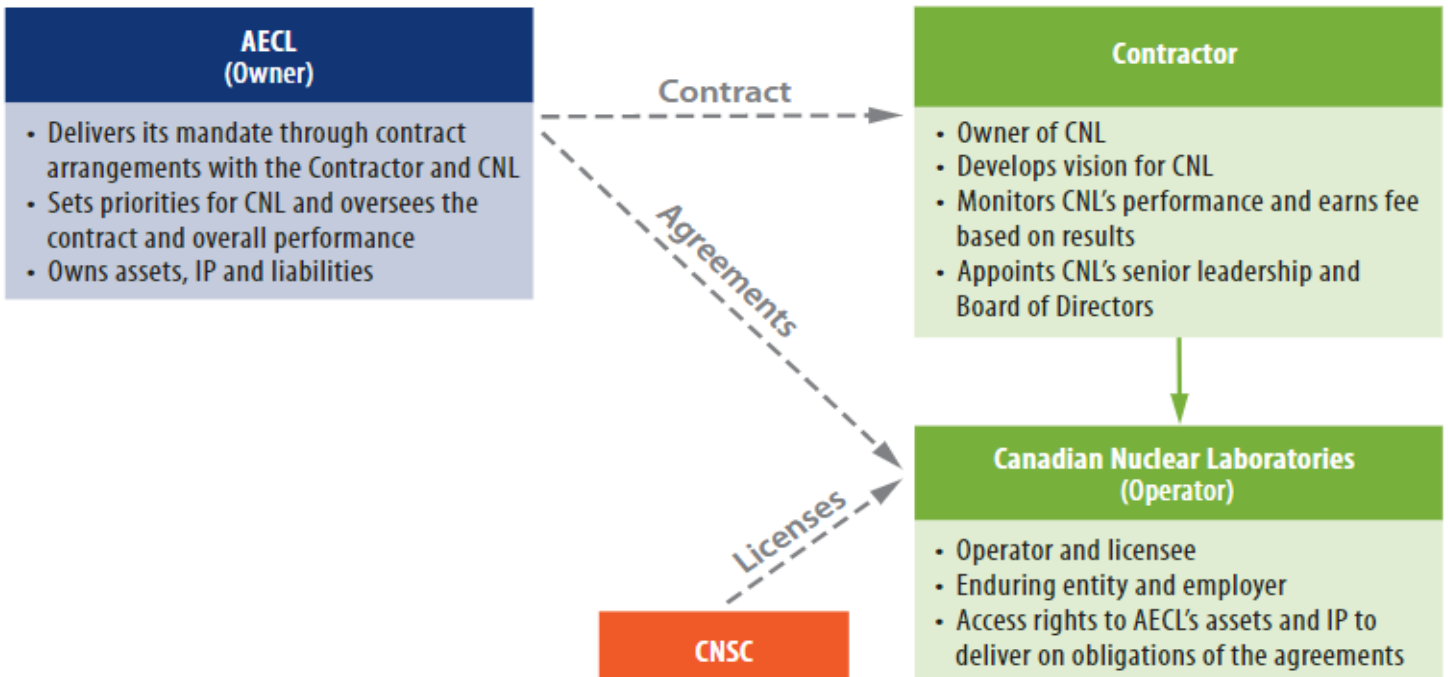 AECL
(Owner)
• Delivers its mandate through contract
arrangements with the Contractor and CNL
• Sets priorities for CNL and oversees the
contract and overall performance
• Owns assets, IP and liabilities
Contract
Agreements
Licenses
Contractor
• Owner of CNL
• Develops vision for CNL
• Monitors CNL’s performance and earns fee
based on results
• Appoints CNL’s senior leadership and
Board of Directors
Canadian Nuclear Laboratories
(Operator)
• Operator and licensee
• Enduring entity and employer
• Access rights to AECL’s assets and IP to
deliver on obligations of the agreements
CNSC